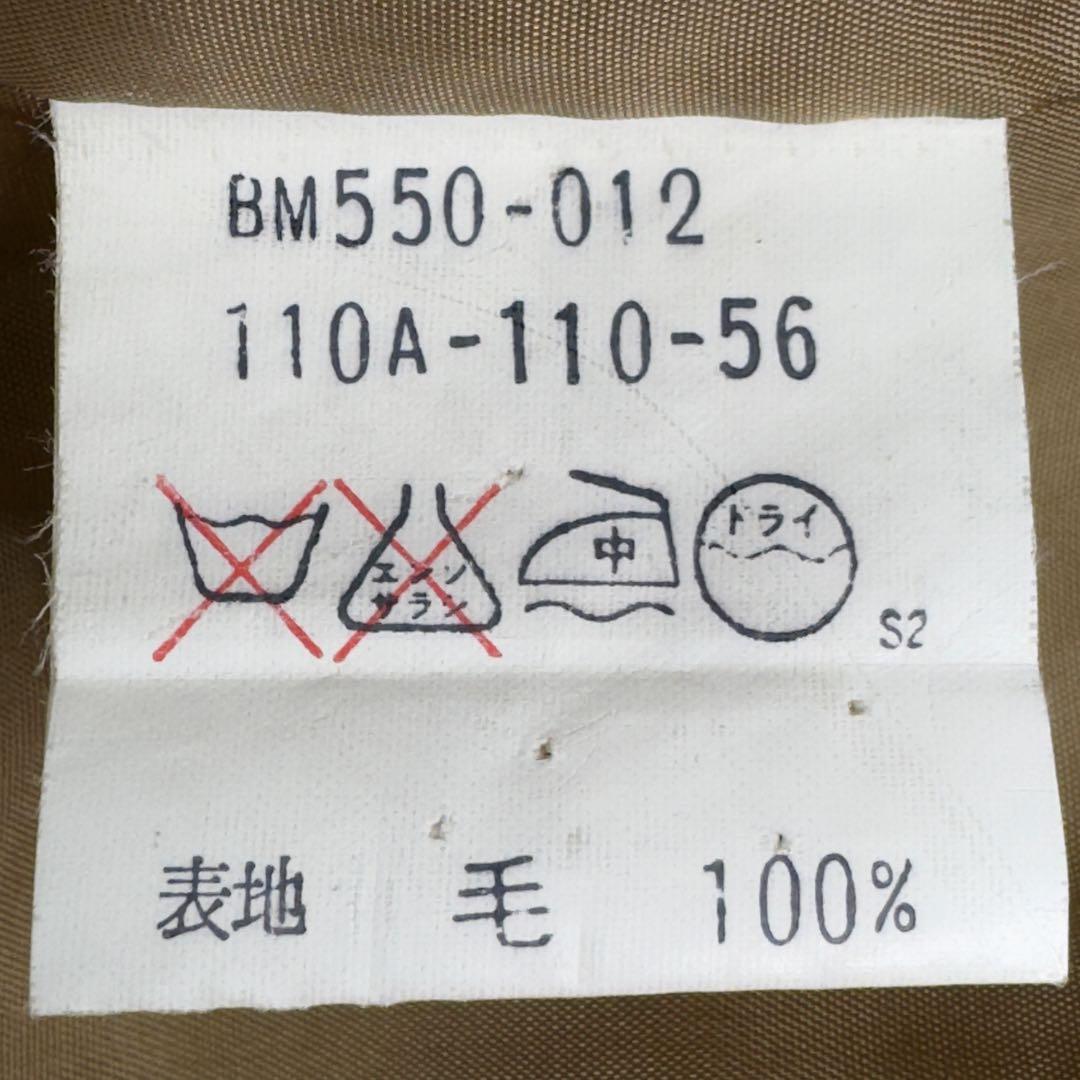 BM550-012
110A-110-56
エンソ
サラシ
中
ドライ
S2
表地 毛 100%